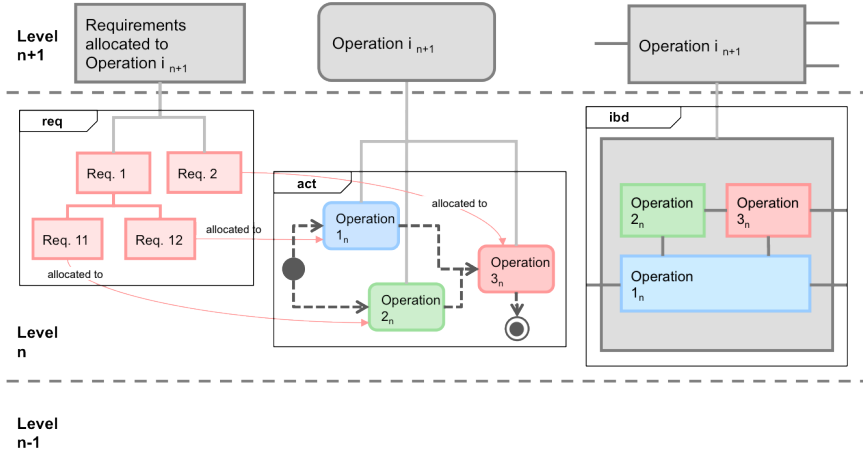 Level
n+1
Requirements
allocated to
Operation i n+1
Operation i n+1
Operation i n+1
req
Req. 1
Req. 2
Req. 11
Req. 12
allocated to
allocated to
allocated to
act
Operation
1n
Operation
2n
Operation
3n
ibd
Operation
2n
Operation
3n
Operation
1n
Level
n
Level
n-1